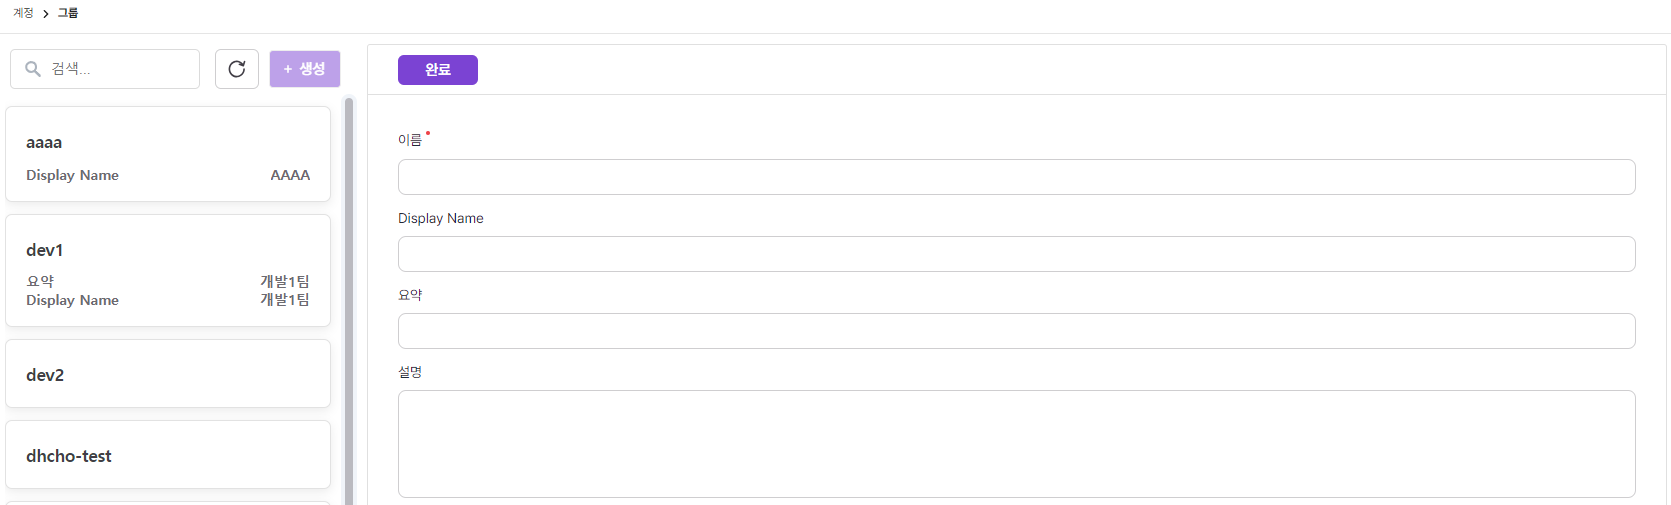 계정 > 그룹
검색...
+ 생성
aaaa
Display Name AAAA
dev1
요약 개발1팀
Display Name 개발1팀
dev2
dhcho-test
완료
이름
Display Name
요약
설명